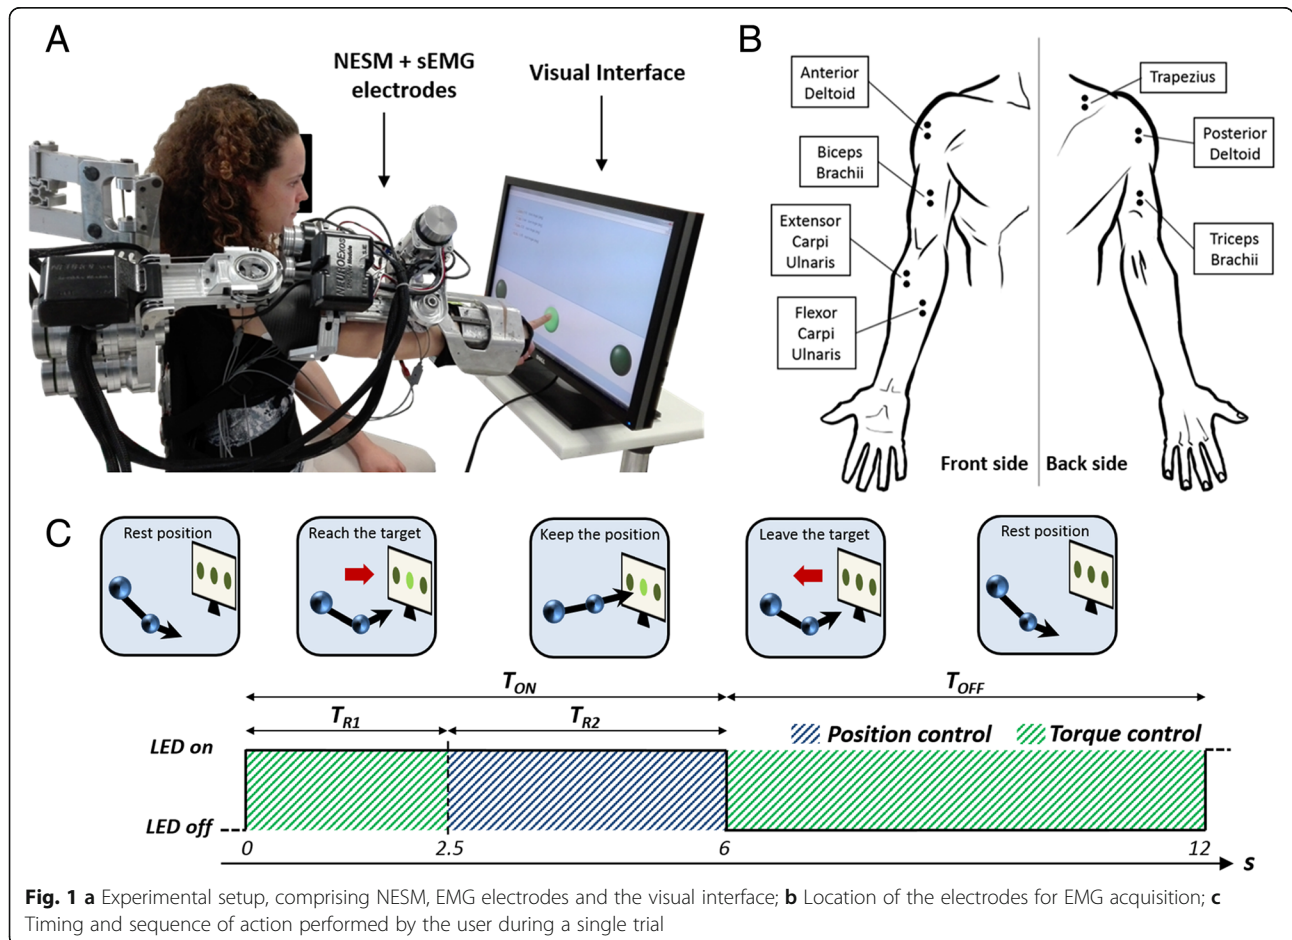 A
NESM + sEMG
electrodes
Visual Interface
NEUROExos
B
Anterior
Deltoid
Biceps
Brachii
Extensor
Carpi
Ulnaris
Flexor
Carpi
Ulnaris
Trapezius
Posterior
Deltoid
Triceps
Brachii
Front side
Back side
C
Rest position
Reach the target
Keep the position
Leave the target
Rest position
TON
TOFF
TR1
TR2
Position control
Torque control
LED on
LED off
0
2.5
6
12
s
Fig. 1 a Experimental setup, comprising NESM, EMG electrodes and the visual interface; b Location of the electrodes for EMG acquisition; c
Timing and sequence of action performed by the user during a single trial